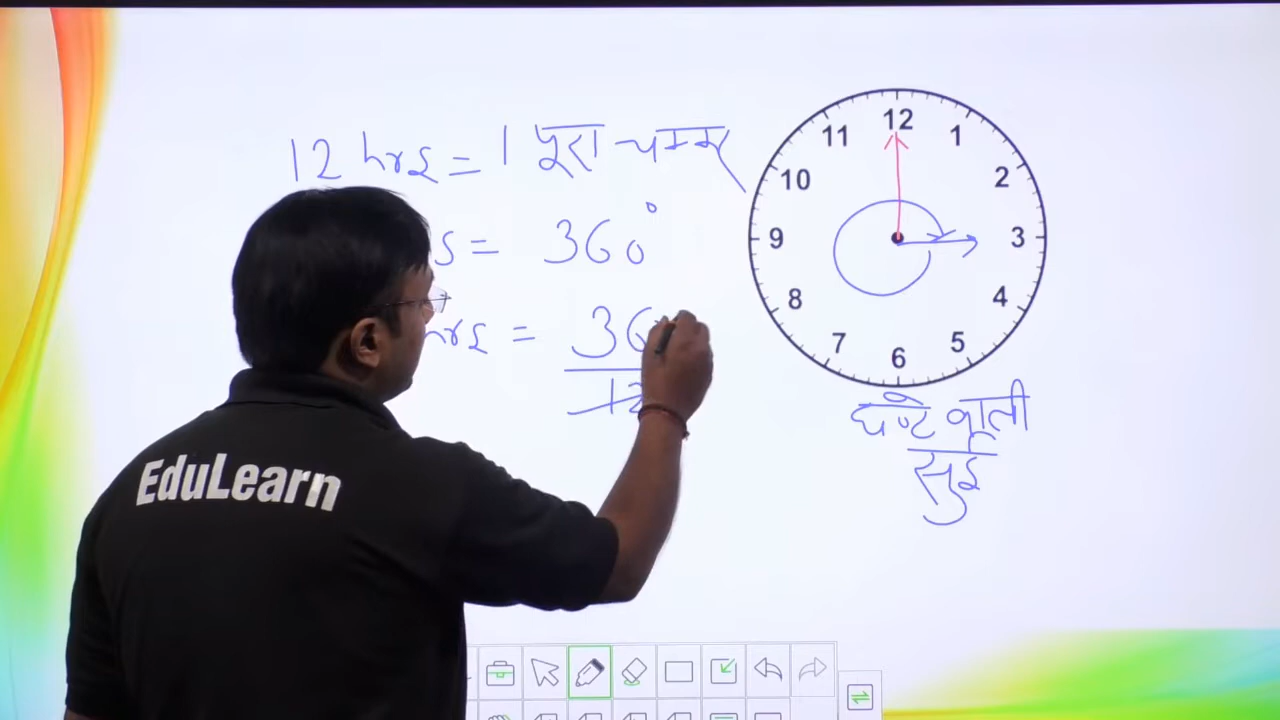 12 hrs = 1 पूरा चक्कर
s = 360°
hrs = 36
12
EduLearn
12
11
1
10
2
9
3
8
4
7
5
6
घण्टे वाली
सुई